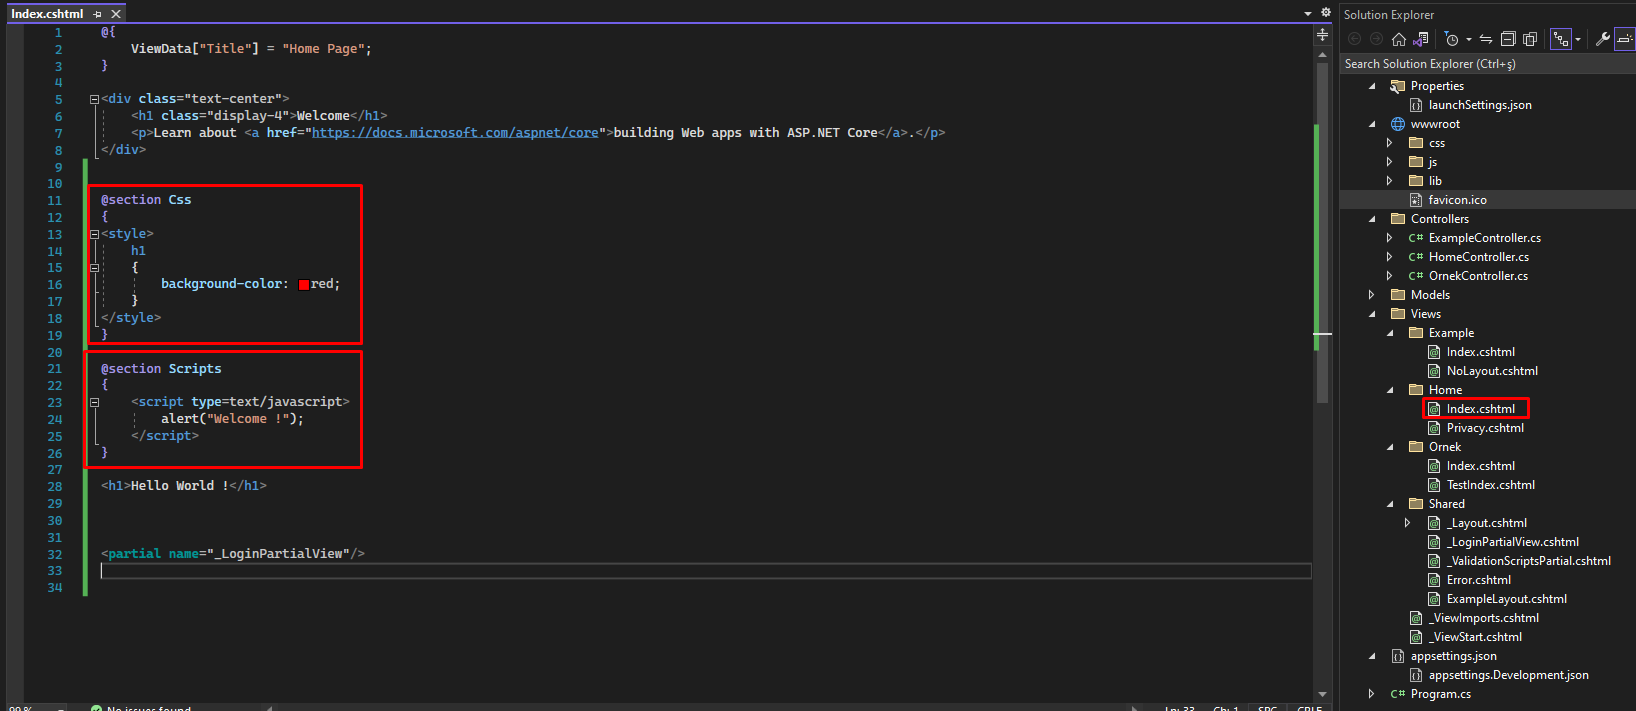 Index.cshtml
1 @{
2 ViewData["Title"] = "Home Page";
3 }
4
5 <div class="text-center">
6 <h1 class="display-4">Welcome</h1>
7 <p>Learn about <a href="https://docs.microsoft.com/aspnet/core">building Web apps with ASP.NET Core</a>.</p>
8 </div>
9
10
11 @section Css
12 {
13 <style>
14 h1
15 {
16 background-color: red;
17 }
18 </style>
19 }
20
21 @section Scripts
22 {
23 <script type=text/javascript>
24 alert("Welcome !");
25 </script>
26 }
27
28 <h1>Hello World !</h1>
29
30
31
32 <partial name="_LoginPartialView"/>
33
34
99 %
No issues found
Ln: 33 Ch: 1 SPC CRLF
Solution Explorer
Search Solution Explorer (Ctrl+ş)
Properties
launchSettings.json
wwwroot
css
js
lib
favicon.ico
Controllers
C# ExampleController.cs
C# HomeController.cs
C# OrnekController.cs
Models
Views
Example
Index.cshtml
NoLayout.cshtml
Home
Index.cshtml
Privacy.cshtml
Ornek
Index.cshtml
TestIndex.cshtml
Shared
_Layout.cshtml
_LoginPartialView.cshtml
_ValidationScriptsPartial.cshtml
Error.cshtml
ExampleLayout.cshtml
_ViewImports.cshtml
_ViewStart.cshtml
appsettings.json
appsettings.Development.json
C# Program.cs